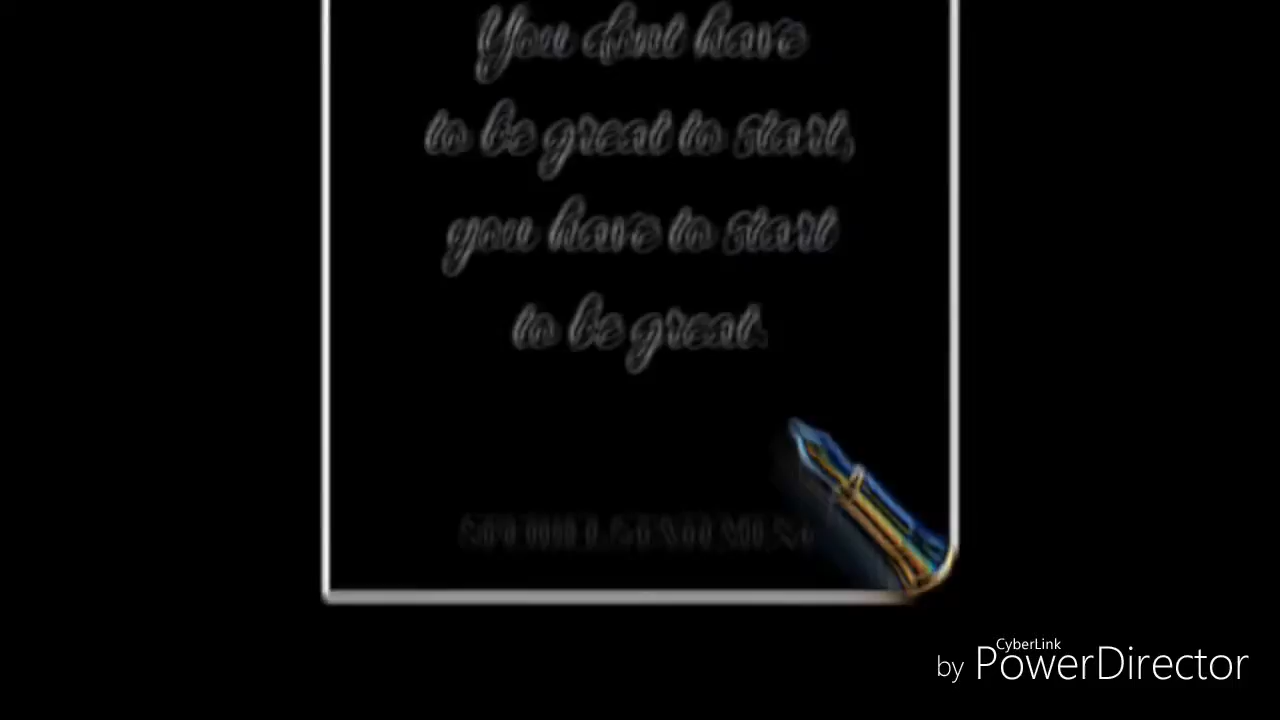 You dont have
to be great to start,
you have to start
to be great.
CyberLink
by PowerDirector